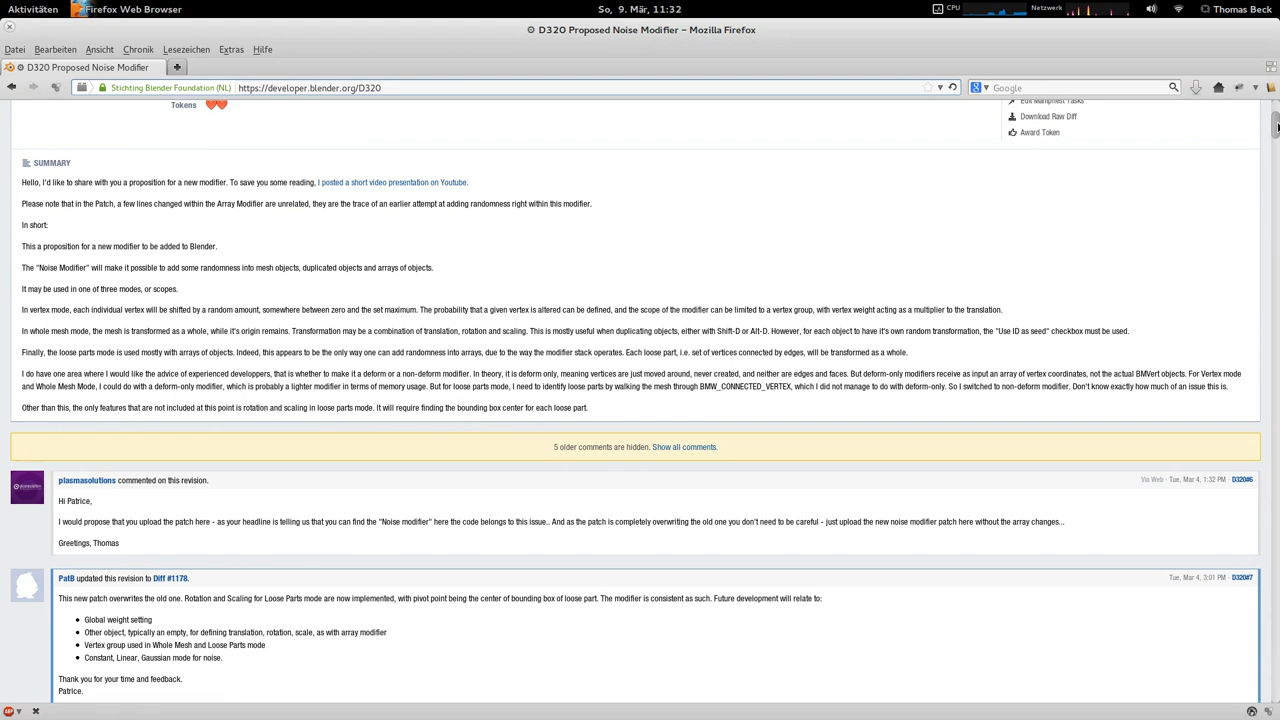 Aktivitäten Firefox Web Browser So, 9. Mär, 11:32 CPU Netzwerk Thomas Beck
D320 Proposed Noise Modifier – Mozilla Firefox
Datei Bearbeiten Ansicht Chronik Lesezeichen Extras Hilfe
D320 Proposed Noise Modifier
Stichting Blender Foundation (NL) https://developer.blender.org/D320 Google
Tokens Edit Maniphest Tasks
Download Raw Diff
Award Token
SUMMARY
Hello, I'd like to share with you a proposition for a new modifier. To save you some reading, I posted a short video presentation on Youtube.
Please note that in the Patch, a few lines changed within the Array Modifier are unrelated, they are the trace of an earlier attempt at adding randomness right within this modifier.
In short:
This a proposition for a new modifier to be added to Blender.
The "Noise Modifier" will make it possible to add some randomness into mesh objects, duplicated objects and arrays of objects.
It may be used in one of three modes, or scopes.
In vertex mode, each individual vertex will be shifted by a random amount, somewhere between zero and the set maximum. The probability that a given vertex is altered can be defined, and the scope of the modifier can be limited to a vertex group, with vertex weight acting as a multiplier to the translation.
In whole mesh mode, the mesh is transformed as a whole, while it's origin remains. Transformation may be a combination of translation, rotation and scaling. This is mostly useful when duplicating objects, either with Shift-D or Alt-D. However, for each object to have it's own random transformation, the "Use ID as seed" checkbox must be used.
Finally, the loose parts mode is used mostly with arrays of objects. Indeed, this appears to be the only way one can add randomness into arrays, due to the way the modifier stack operates. Each loose part, i.e. set of vertices connected by edges, will be transformed as a whole.
I do have one area where I would like the advice of experienced developers, that is whether to make it a deform or a non-deform modifier. In theory, it is deform only, meaning vertices are just moved around, never created, and neither are edges and faces. But deform-only modifiers receive as input an array of vertex coordinates, not the actual BMVert objects. For Vertex
and Whole Mesh Mode, I could do with a deform-only modifier, which is probably a lighter modifier in terms of memory usage. But for loose parts mode, I need to identify loose parts by walking the mesh through BMW_CONNECTED_VERTEX, which I did not manage to do with deform-only. So I switched to non-deform modifier. Don't know exactly how much of an issue this is.
Other than this, the only features that are not included at this point is rotation and scaling in loose parts mode. It will require finding the bounding box center for each loose part.
5 older comments are hidden. Show all comments.
plasmasolutions commented on this revision. Via Web · Tue, Mar 4, 1:32 PM · D320#6
Hi Patrice,
I would propose that you upload the patch here - as your headline is telling us that you can find the "Noise modifier" here the code belongs to this issue.. And as the patch is completely overwriting the old one you don't need to be careful - just upload the new noise modifier patch here without the array changes...
Greetings, Thomas
PatB updated this revision to Diff #1178. Tue, Mar 4, 3:01 PM · D320#7
This new patch overwrites the old one. Rotation and Scaling for Loose Parts mode are now implemented, with pivot point being the center of bounding box of loose part. The modifier is consistent as such. Future development will relate to:
Global weight setting
Other object, typically an empty, for defining translation, rotation, scale, as with array modifier
Vertex group used in Whole Mesh and Loose Parts mode
Constant, Linear, Gaussian mode for noise.
Thank you for your time and feedback.
Patrice.